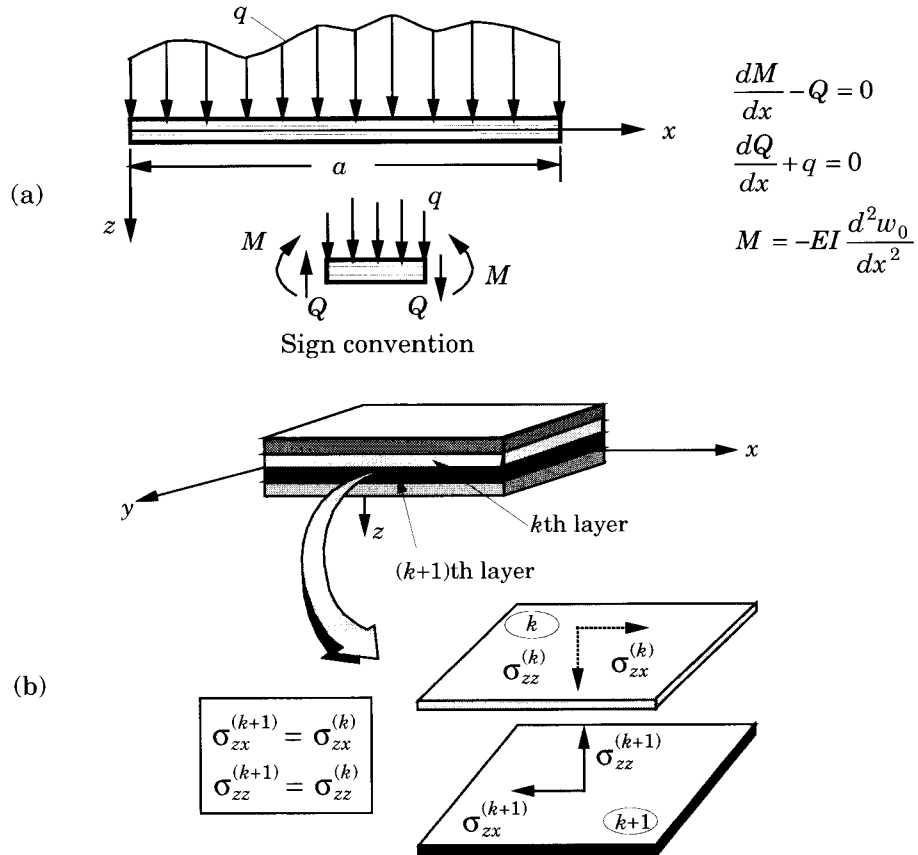 q
dM/dx − Q = 0
x
a
dQ/dx + q = 0
(a)
z
q
M = −EI d²w₀/dx²
M
M
Q
Q
Sign convention
x
y
z
kth layer
(k+1)th layer
k
σ_zz^(k)
σ_zx^(k)
(b)
σ_zx^(k+1) = σ_zx^(k)
σ_zz^(k+1) = σ_zz^(k)
σ_zz^(k+1)
σ_zx^(k+1)
k+1